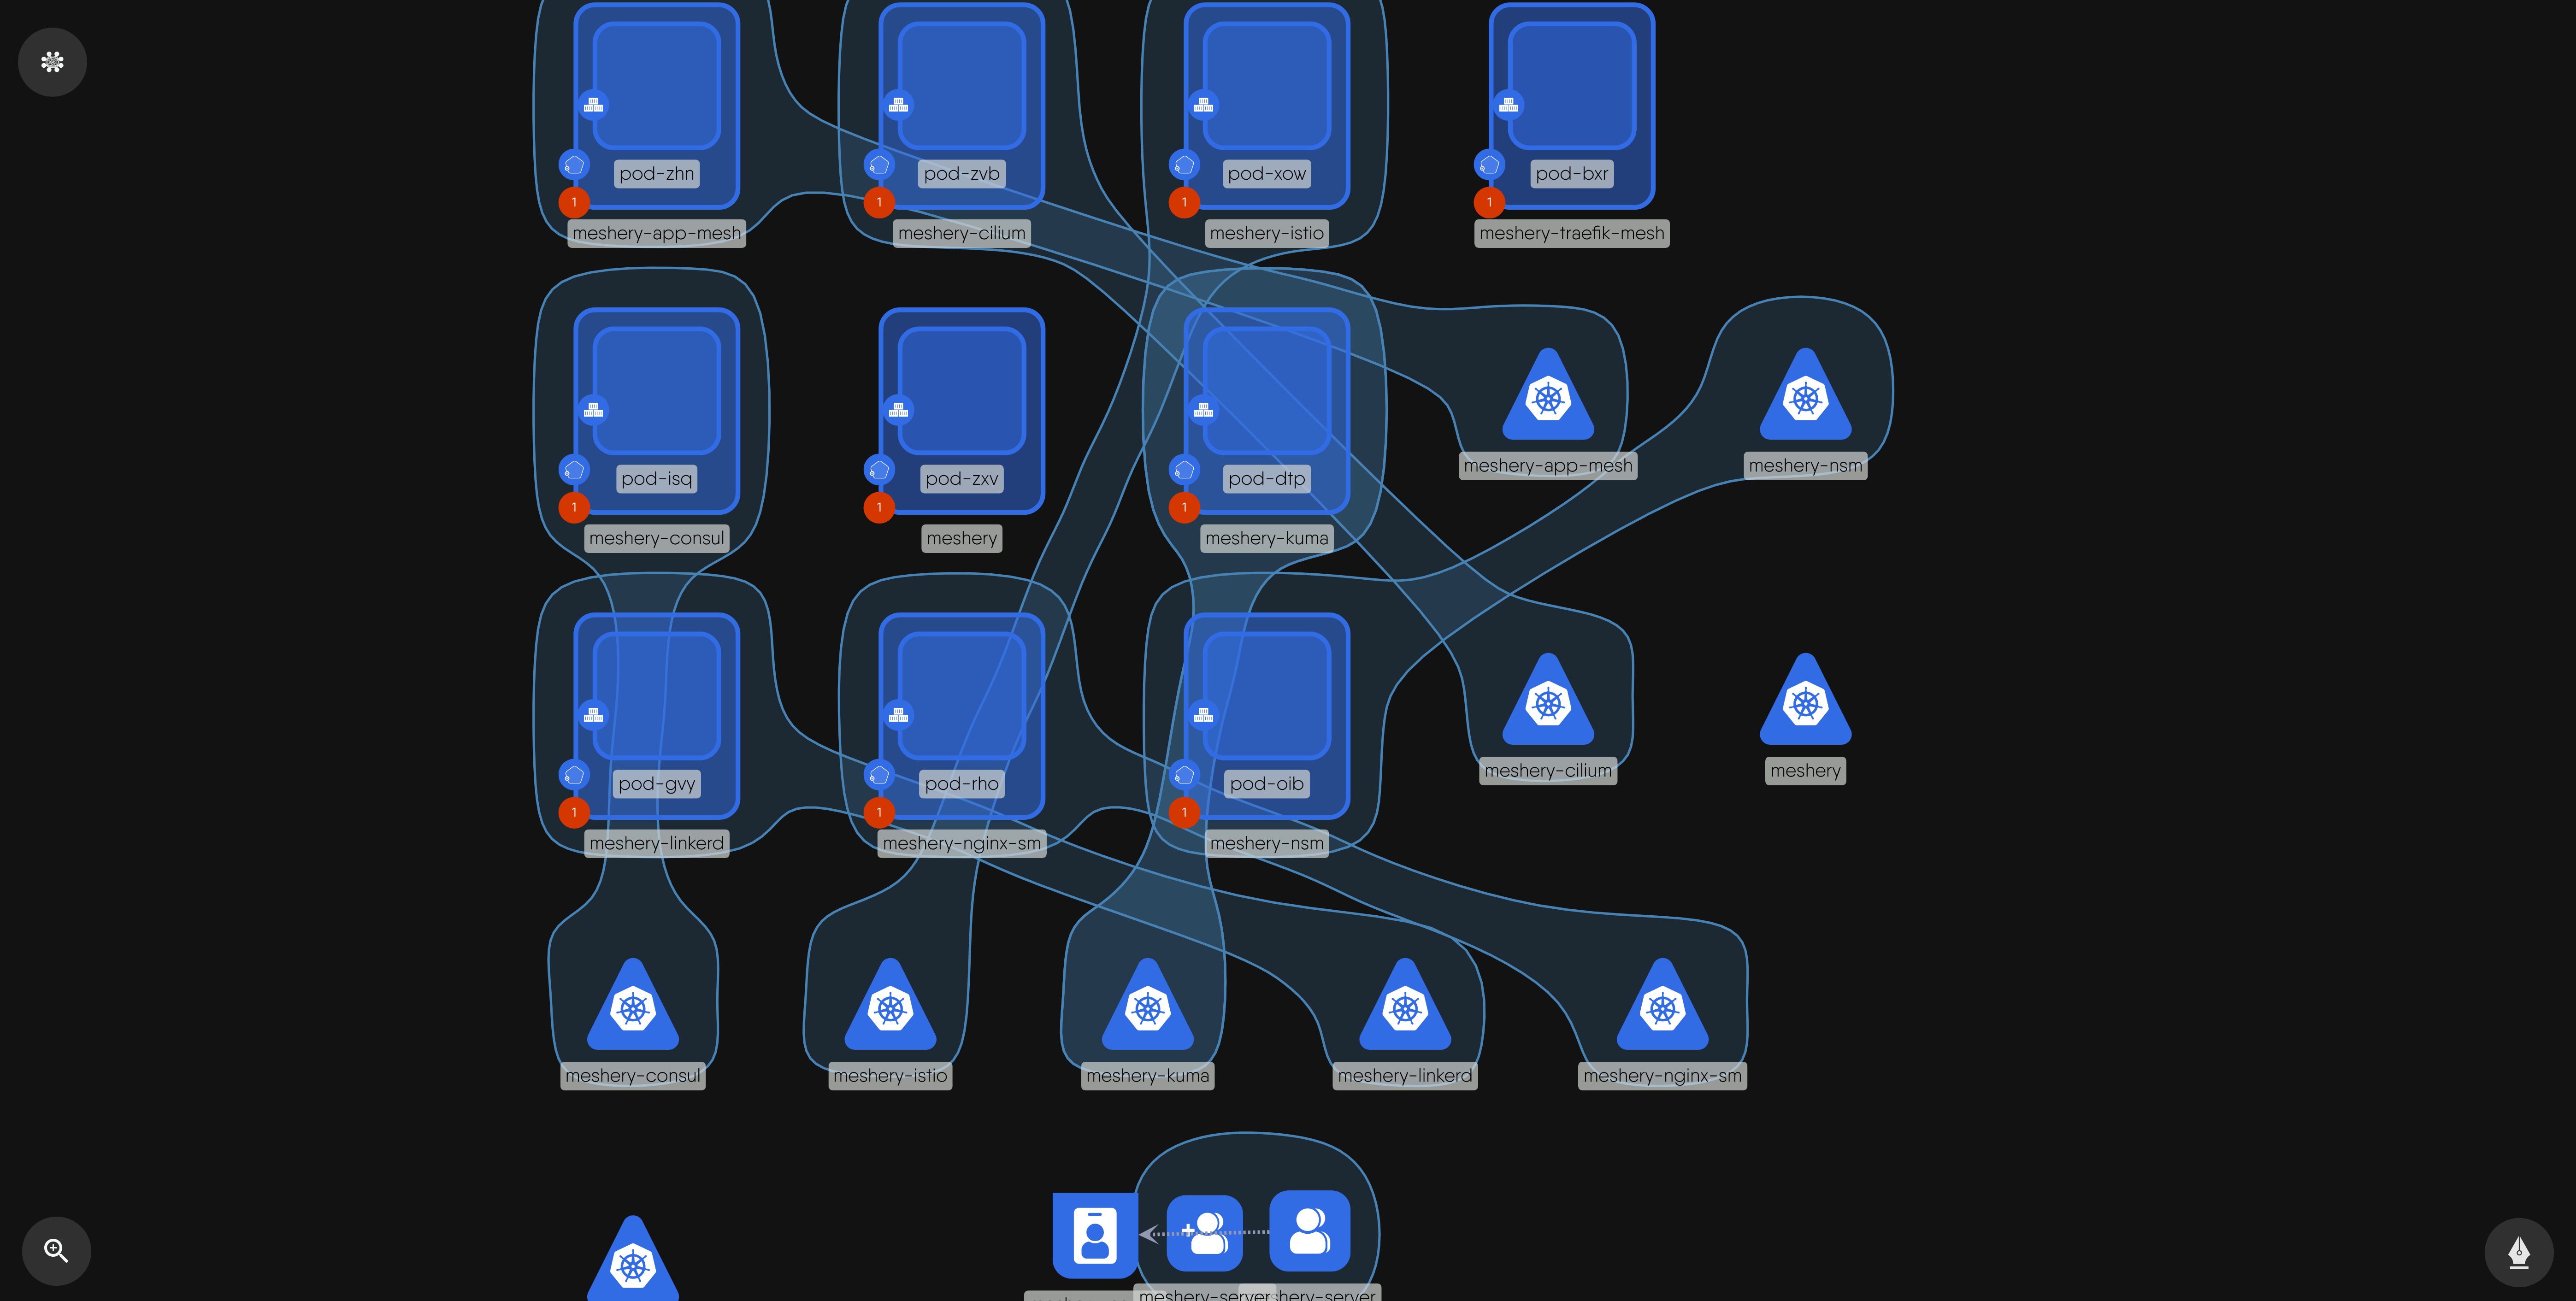 pod-zhn
pod-zvb
pod-xow
pod-bxr
1
1
1
1
meshery-app-mesh
meshery-cilium
meshery-istio
meshery-traefik-mesh
pod-isq
pod-zxv
pod-dtp
meshery-app-mesh
meshery-nsm
1
1
1
meshery-consul
meshery
meshery-kuma
pod-gvy
pod-rho
pod-oib
meshery-cilium
meshery
1
1
1
meshery-linkerd
meshery-nginx-sm
meshery-nsm
meshery-consul
meshery-istio
meshery-kuma
meshery-linkerd
meshery-nginx-sm
meshery-server
hery-server